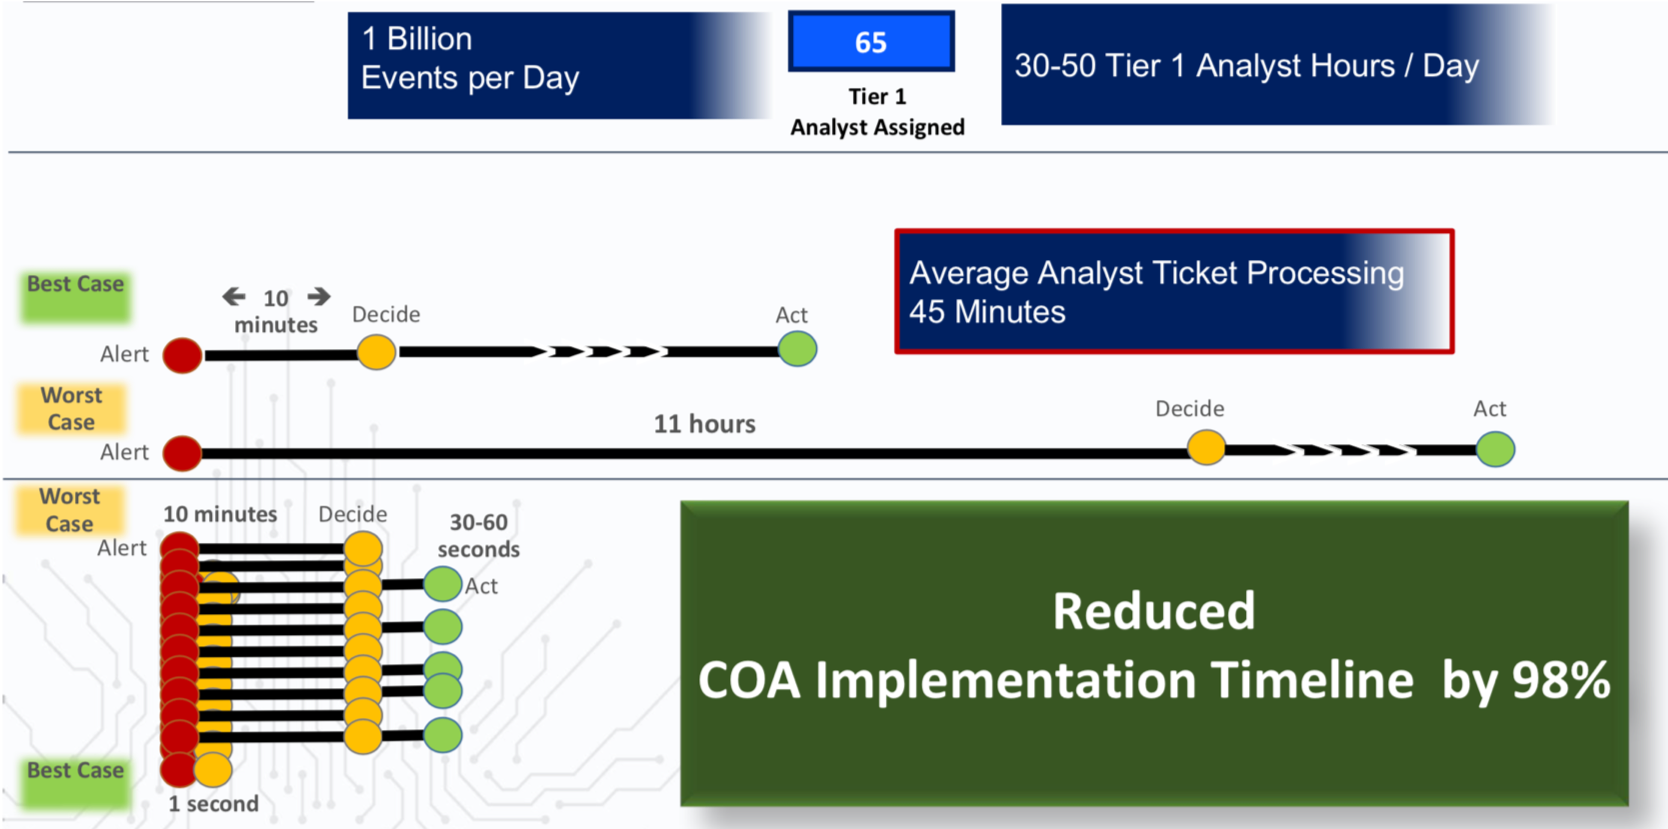 1 Billion
Events per Day
65
Tier 1
Analyst Assigned
30-50 Tier 1 Analyst Hours / Day
Best Case
10
minutes
Decide
Act
Alert
Average Analyst Ticket Processing
45 Minutes
Worst
Case
11 hours
Decide
Act
Alert
Worst
Case
10 minutes
Decide
30-60
seconds
Alert
Act
Best Case
1 second
Reduced
COA Implementation Timeline by 98%